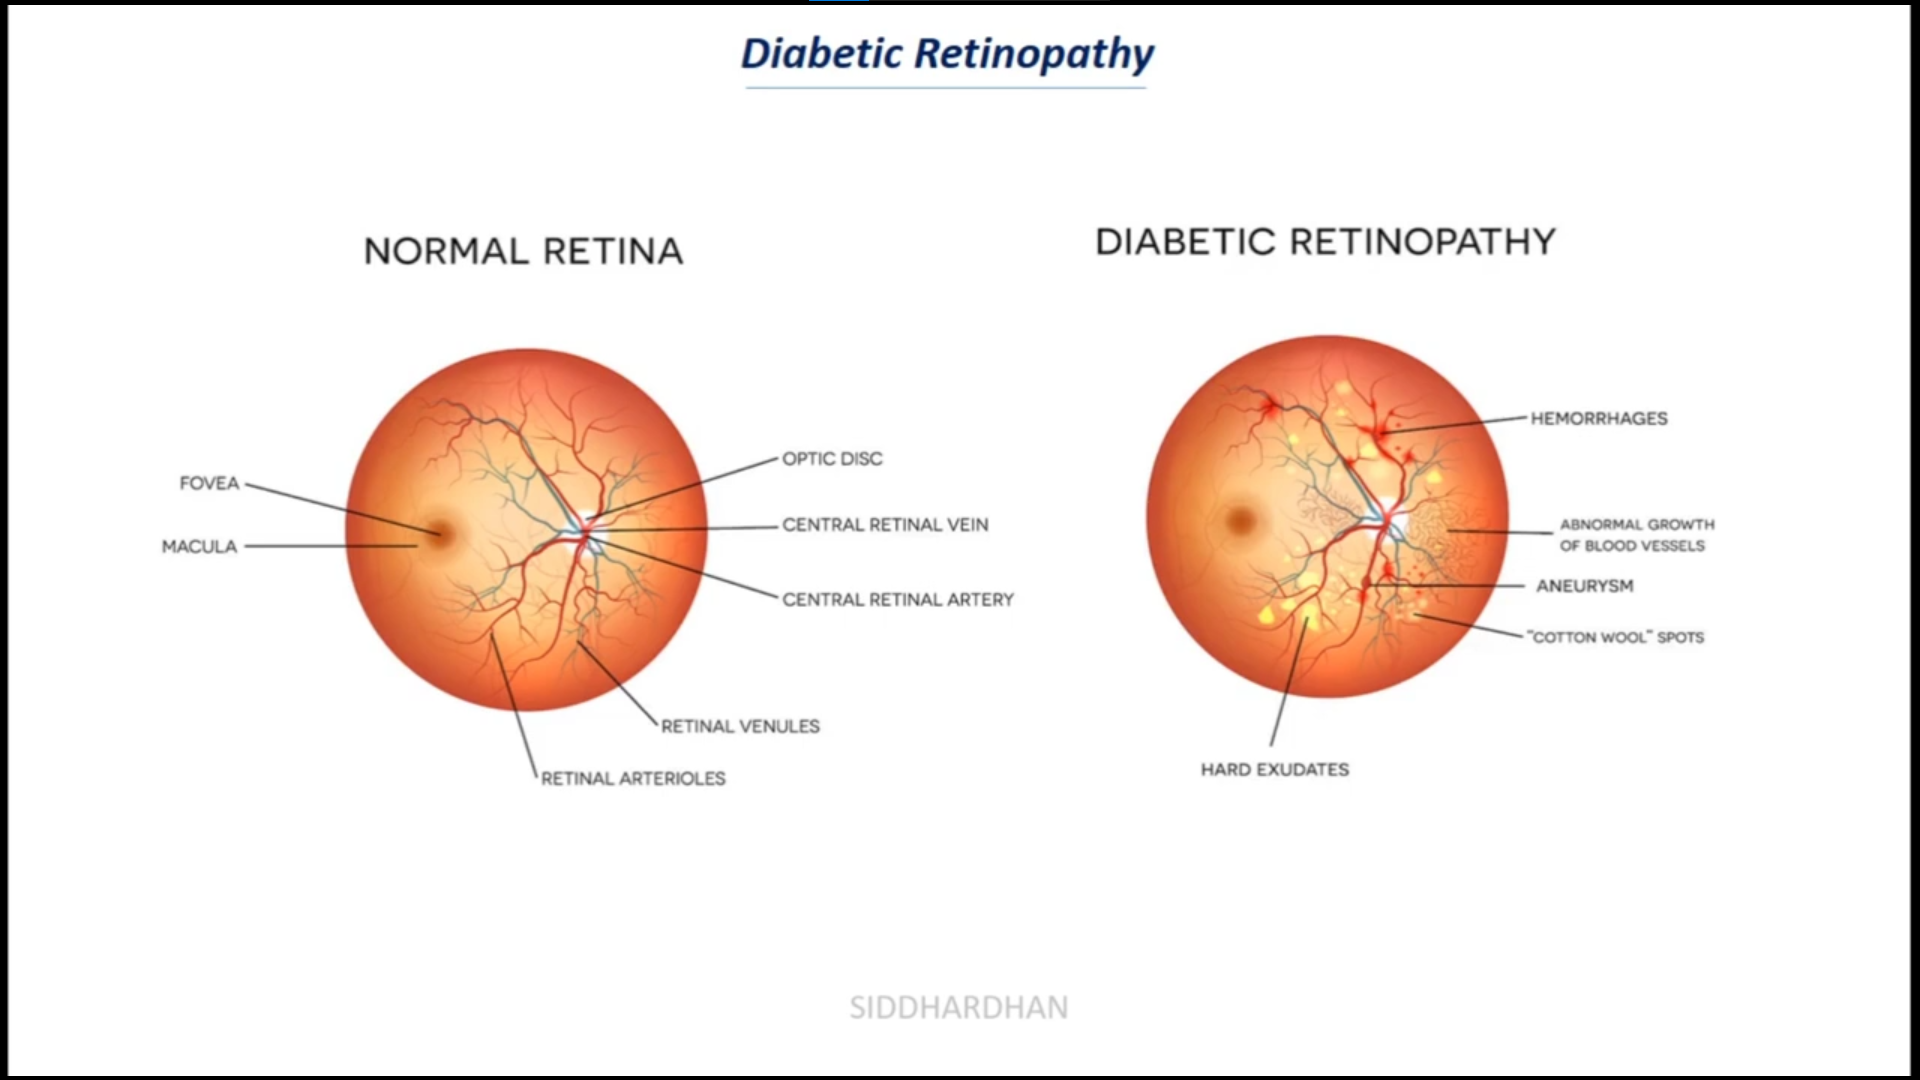 Diabetic Retinopathy
NORMAL RETINA
FOVEA
MACULA
OPTIC DISC
CENTRAL RETINAL VEIN
CENTRAL RETINAL ARTERY
RETINAL VENULES
RETINAL ARTERIOLES
DIABETIC RETINOPATHY
HEMORRHAGES
ABNORMAL GROWTH
OF BLOOD VESSELS
ANEURYSM
"COTTON WOOL" SPOTS
HARD EXUDATES
SIDDHARDHAN